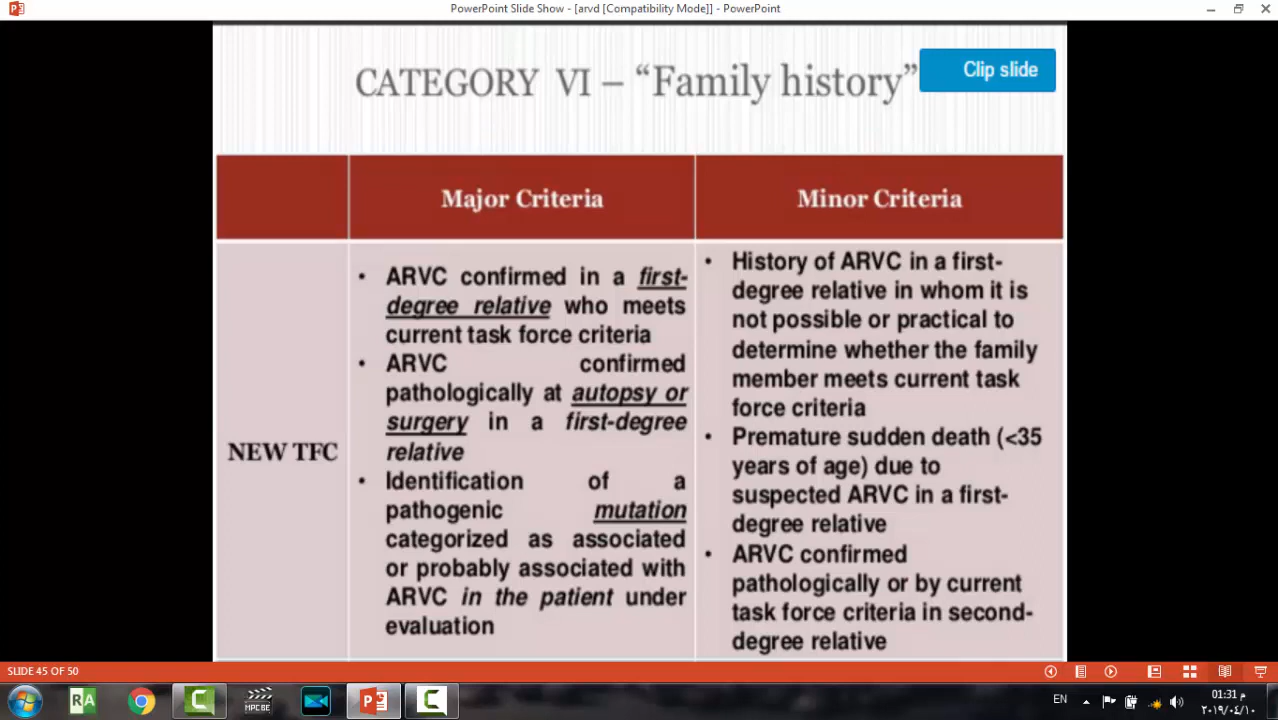 PowerPoint Slide Show - [arvd [Compatibility Mode]] - PowerPoint
CATEGORY VI – “Family history”
Clip slide
Major Criteria
Minor Criteria
NEW TFC
• ARVC confirmed in a first-
degree relative who meets
current task force criteria
• ARVC confirmed
pathologically at autopsy or
surgery in a first-degree
relative
• Identification of a
pathogenic mutation
categorized as associated
or probably associated with
ARVC in the patient under
evaluation
• History of ARVC in a first-
degree relative in whom it is
not possible or practical to
determine whether the family
member meets current task
force criteria
• Premature sudden death (<35
years of age) due to
suspected ARVC in a first-
degree relative
• ARVC confirmed
pathologically or by current
task force criteria in second-
degree relative
SLIDE 45 OF 50
RA
MPC BE
EN
01:31 م
٢٠١٩/٠٤/١٠